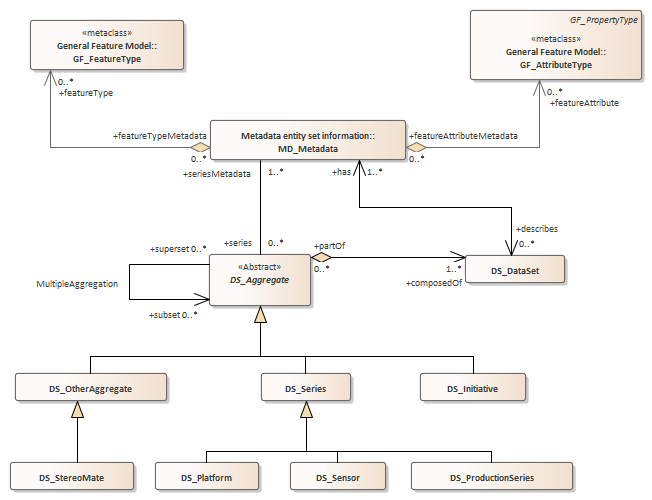 GF_PropertyType
«metaclass»
General Feature Model::
GF_FeatureType
«metaclass»
General Feature Model::
GF_AttributeType
0..*
+featureType
0..*
+featureAttribute
+featureTypeMetadata
0..*
Metadata entity set information::
MD_Metadata
+featureAttributeMetadata
0..*
+seriesMetadata
1..*
+has
1..*
+describes
0..*
+series
0..*
+superset 0..*
MultipleAggregation
+subset 0..*
«Abstract»
DS_Aggregate
+partOf
0..*
1..*
+composedOf
DS_DataSet
DS_OtherAggregate
DS_Series
DS_Initiative
DS_StereoMate
DS_Platform
DS_Sensor
DS_ProductionSeries